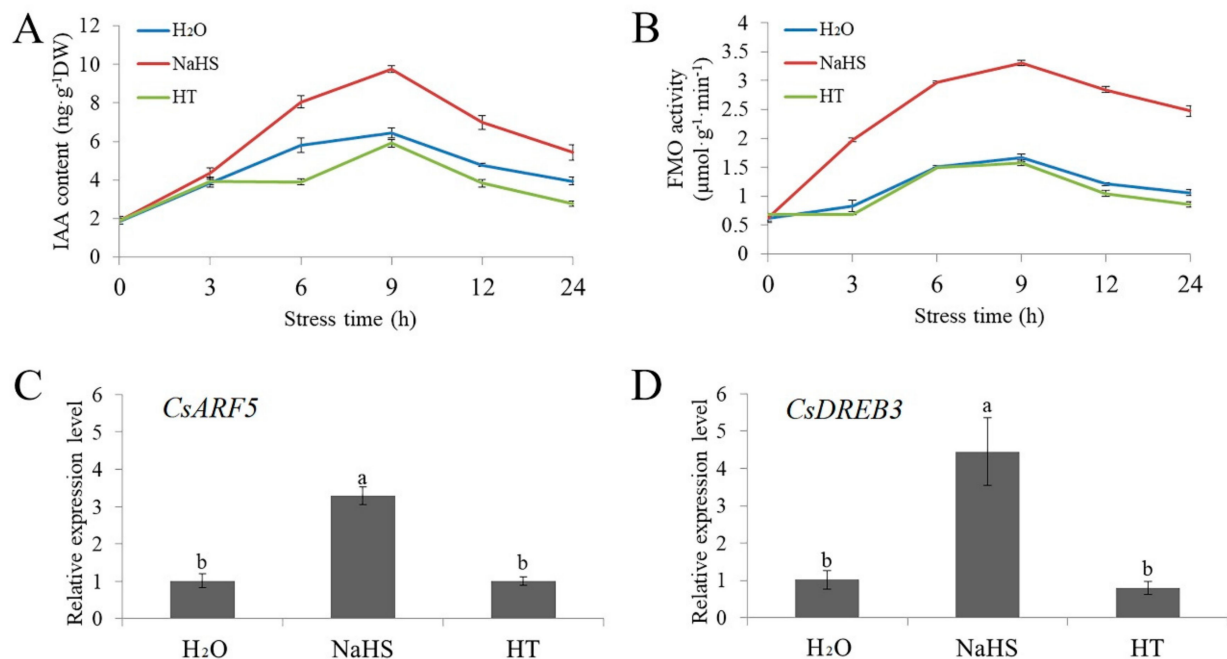 A
IAA content (ng·g⁻¹DW)
12
10
8
6
4
2
0
H₂O
NaHS
HT
0 3 6 9 12 24
Stress time (h)
B
FMO activity
(μmol·g⁻¹·min⁻¹)
4
3.5
3
2.5
2
1.5
1
0.5
0
H₂O
NaHS
HT
0 3 6 9 12 24
Stress time (h)
C
Relative expression level
6
5
4
3
2
1
0
CsARF5
b a b
H₂O NaHS HT
D
Relative expression level
6
5
4
3
2
1
0
CsDREB3
b a b
H₂O NaHS HT